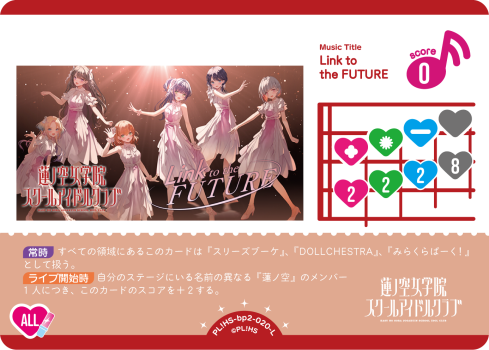 Music Title
Link to
the FUTURE
score
0
Link to the
FUTURE
蓮ノ空女学院
スクールアイドルクラブ
2
2
2
8
常時 すべての領域にあるこのカードは『スリーズブーケ』、『DOLLCHESTRA』、『みらくらぱーく！』
として扱う。
ライブ開始時 自分のステージにいる名前の異なる『蓮ノ空』のメンバー
1人につき、このカードのスコアを＋2する。
蓮ノ空女学院
スクールアイドルクラブ
ALL
PL!HS-bp2-020-L
©PL!HS